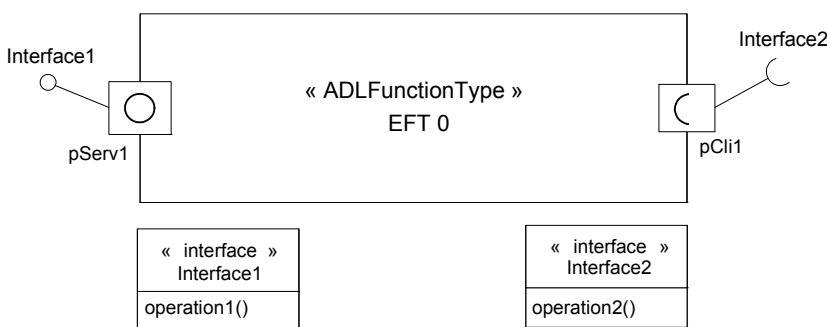 Interface1
Interface2
« ADLFunctionType »
EFT 0
pServ1
pCli1
« interface »
Interface1
operation1()
« interface »
Interface2
operation2()